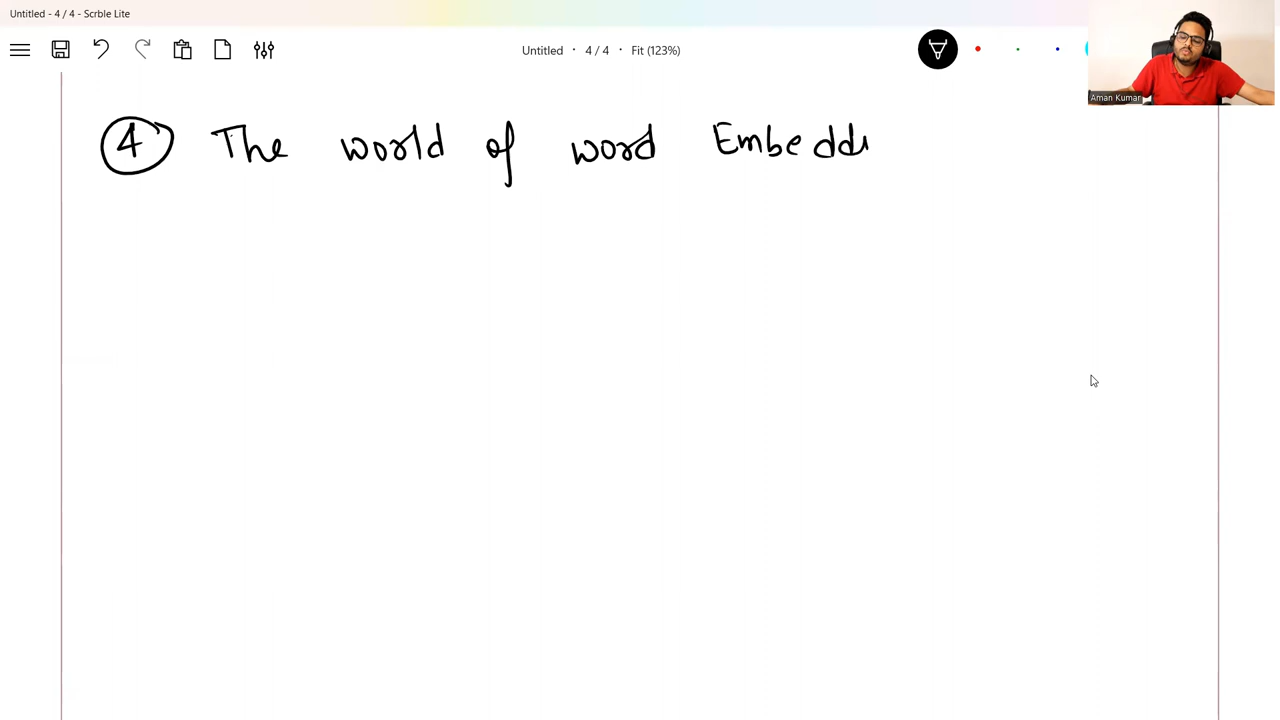 Untitled - 4 / 4 - Scrble Lite
Untitled • 4 / 4 • Fit (123%)
Aman Kumar
4 The world of word Embeddi